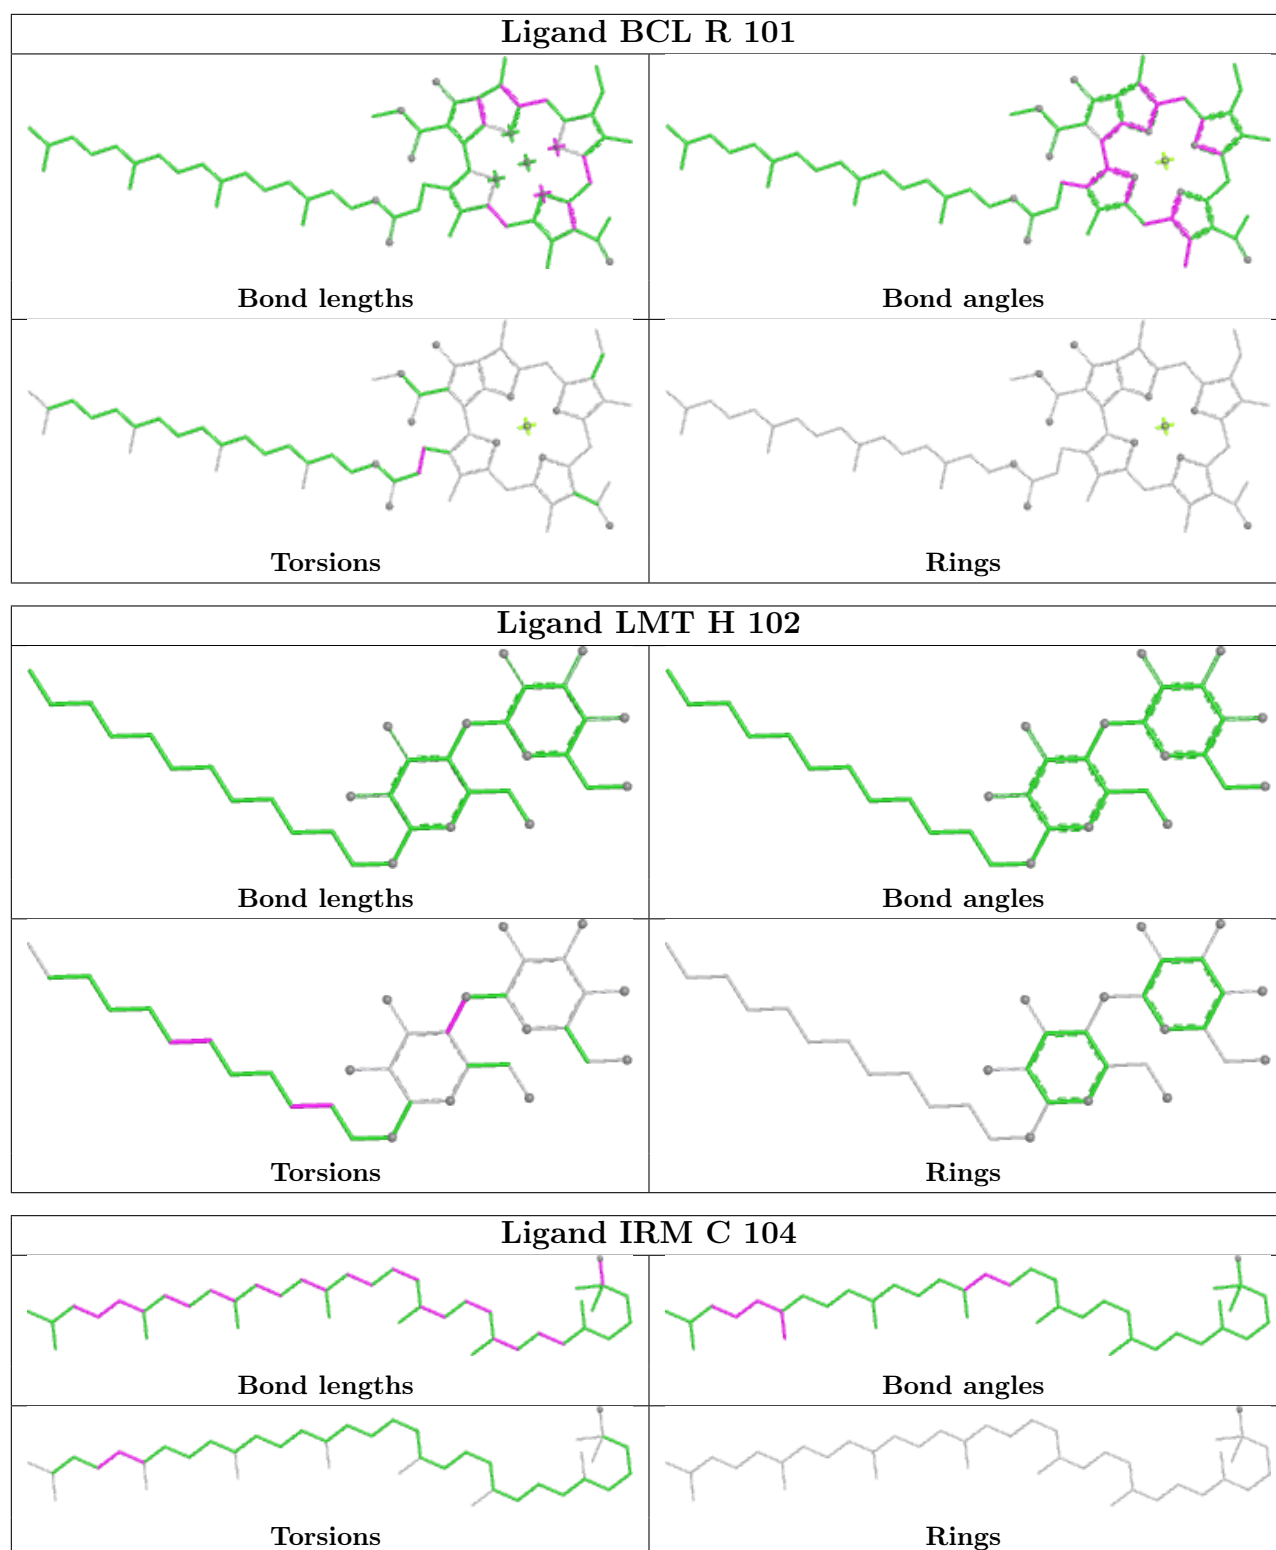 Ligand BCL R 101
Bond lengths
Bond angles
Torsions
Rings
Ligand LMT H 102
Bond lengths
Bond angles
Torsions
Rings
Ligand IRM C 104
Bond lengths
Bond angles
Torsions
Rings